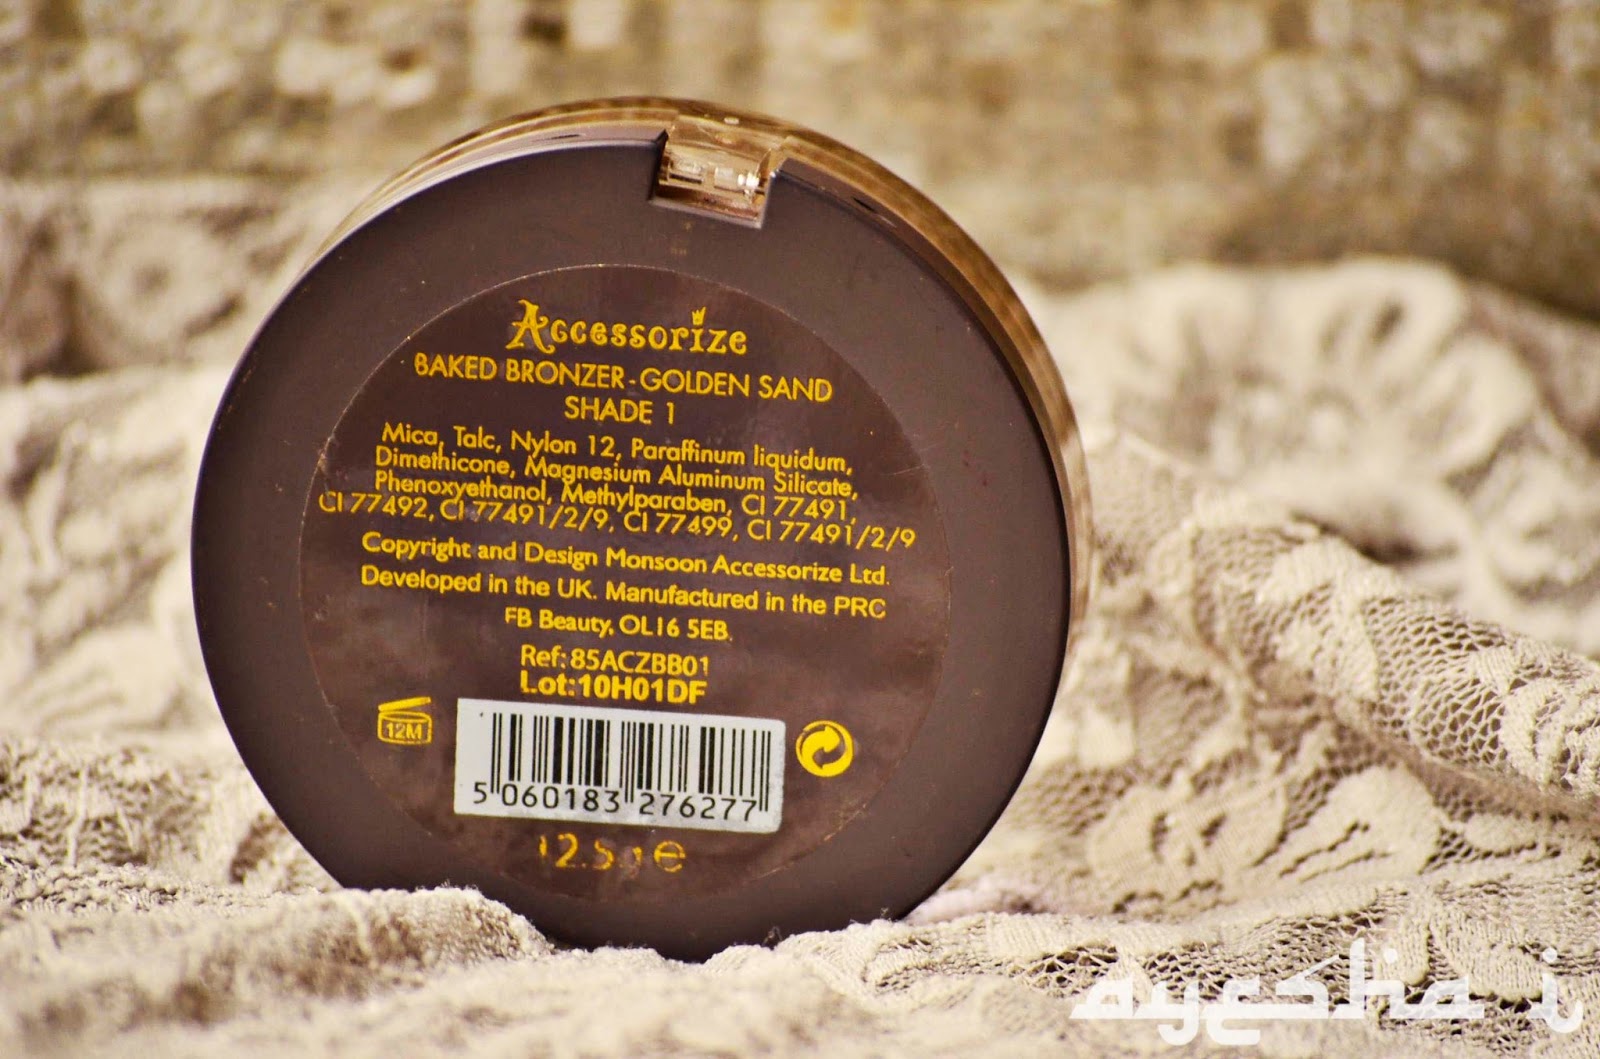 Accessorize
BAKED BRONZER - GOLDEN SAND
SHADE 1
Mica, Talc, Nylon 12, Paraffinum liquidum,
Dimethicone, Magnesium Aluminum Silicate,
Phenoxyethanol, Methylparaben, CI 77491,
CI 77492, CI 77491/2/9, CI 77499, CI 77491/2/9
Copyright and Design Monsoon Accessorize Ltd.
Developed in the UK. Manufactured in the PRC
FB Beauty, OL16 5EB.
Ref: 85ACZBB01
Lot:10H01DF
12M
5 060183 276277
12.5g e
ayesha i